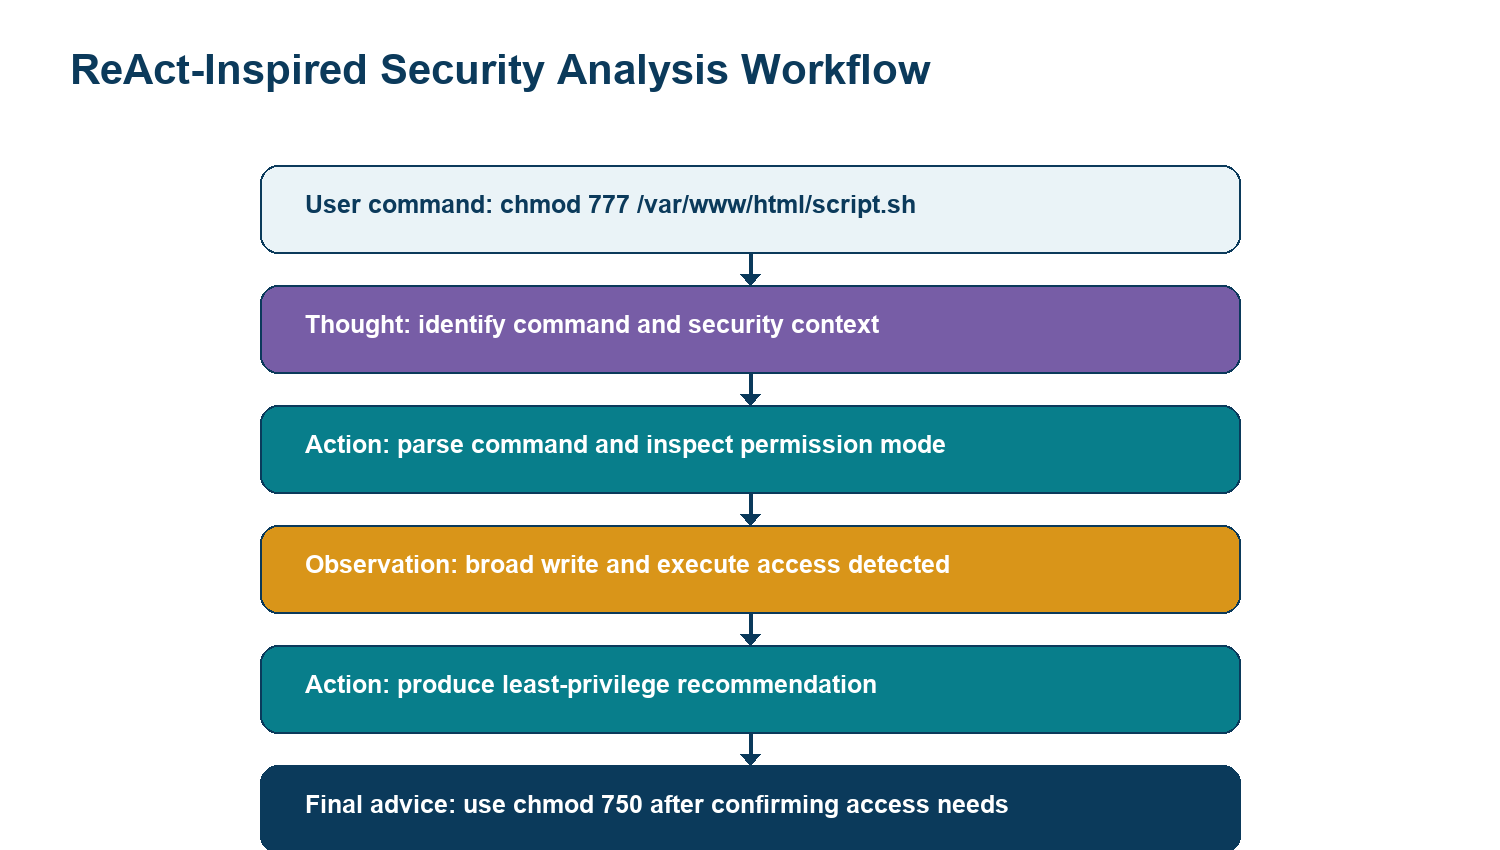 ReAct-Inspired Security Analysis Workflow
User command: chmod 777 /var/www/html/script.sh
Thought: identify command and security context
Action: parse command and inspect permission mode
Observation: broad write and execute access detected
Action: produce least-privilege recommendation
Final advice: use chmod 750 after confirming access needs